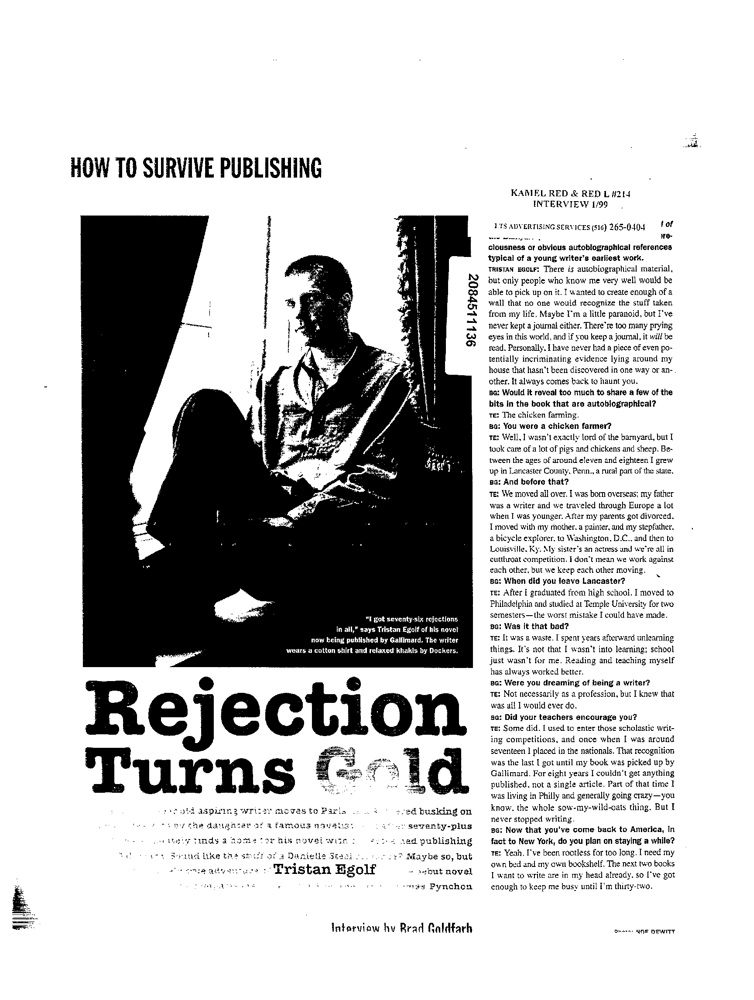 HOW TO SURVIVE PUBLISHING
KAMEL RED & RED L #214
INTERVIEW 1/99
LTS ADVERTISING SERVICES (516) 265-0404
l of
ciousness or obvious autobiographical references
typical of a young writer's earliest work.
TRISTAN EGOLF: There is autobiographical material,
but only people who know me very well would be
able to pick up on it. I wanted to create enough of a
wall that no one would recognize the stuff taken
from my life. Maybe I'm a little paranoid, but I've
never kept a journal either. There're too many prying
eyes in this world, and if you keep a journal, it will be
read. Personally, I have never had a piece of even po-
tentially incriminating evidence lying around my
house that hasn't been discovered in one way or an-
other. It always comes back to haunt you.
BG: Would it reveal too much to share a few of the
bits in the book that are autobiographical?
TE: The chicken farming.
BG: You were a chicken farmer?
TE: Well, I wasn't exactly lord of the barnyard, but I
took care of a lot of pigs and chickens and sheep. Be-
tween the ages of around eleven and eighteen I grew
up in Lancaster County, Penn., a rural part of the state.
BG: And before that?
TE: We moved all over. I was born overseas; my father
was a writer and we traveled through Europe a lot
when I was younger. After my parents got divorced,
I moved with my mother, a painter, and my stepfather,
a bicycle explorer, to Washington, D.C., and then to
Louisville, Ky. My sister's an actress and we're all in
cutthroat competition. I don't mean we work against
each other, but we keep each other moving.
BG: When did you leave Lancaster?
TE: After I graduated from high school. I moved to
Philadelphia and studied at Temple University for two
semesters—the worst mistake I could have made.
BG: Was it that bad?
TE: It was a waste. I spent years afterward unlearning
things. It's not that I wasn't into learning; school
just wasn't for me. Reading and teaching myself
has always worked better.
BG: Were you dreaming of being a writer?
TE: Not necessarily as a profession, but I knew that
was all I would ever do.
BG: Did your teachers encourage you?
TE: Some did. I used to enter those scholastic writ-
ing competitions, and once when I was around
seventeen I placed in the nationals. That recognition
was the last I got until my book was picked up by
Gallimard. For eight years I couldn't get anything
published, not a single article. Part of that time I
was living in Philly and generally going crazy—you
know, the whole sow-my-wild-oats thing. But I
never stopped writing.
BG: Now that you've come back to America, in
fact to New York, do you plan on staying a while?
TE: Yeah. I've been rootless for too long. I need my
own bed and my own bookshelf. The next two books
I want to write are in my head already, so I've got
enough to keep me busy until I'm thirty-two.
2084511136
"I got seventy-six rejections
in all," says Tristan Egolf of his novel
now being published by Gallimard. The writer
wears a cotton shirt and relaxed khakis by Dockers.
Rejection
Turns Gold
old aspiring writer moves to Paris busking on
by the daughter of a famous novelist seventy-plus
finds a home for his novel publishing
Sound like the stuff of a Danielle Steel Maybe so, but
Tristan Egolf novel
Pynchon
Interview by Brad Goldfarb
NOE DEWITT